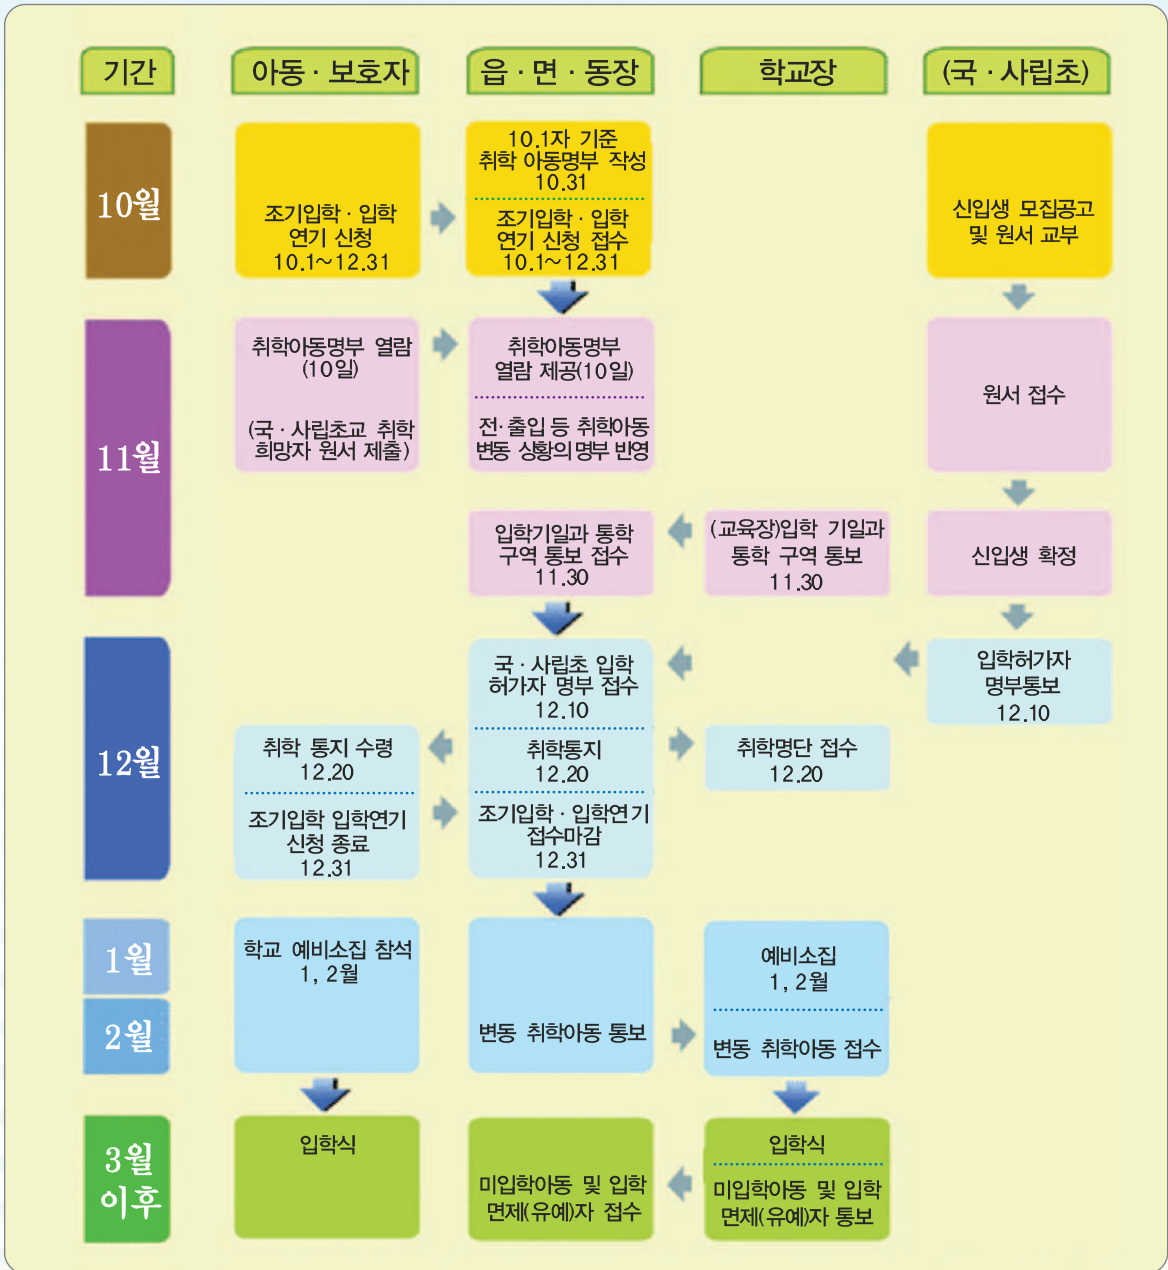 기간
아동 · 보호자
읍 · 면 · 동장
학교장
(국 · 사립초)
10월
조기입학 · 입학
연기 신청
10.1~12.31
10.1자 기준
취학 아동명부 작성
10.31
조기입학 · 입학
연기 신청 접수
10.1~12.31
신입생 모집공고
및 원서 교부
11월
취학아동명부 열람
(10일)
(국 · 사립초교 취학
희망자 원서 제출)
취학아동명부
열람 제공(10일)
전·출입 등 취학아동
변동 상황의 명부 반영
원서 접수
입학기일과 통학
구역 통보 접수
11.30
(교육장)입학 기일과
통학 구역 통보
11.30
신입생 확정
12월
국 · 사립초 입학
허가자 명부 접수
12.10
입학허가자
명부통보
12.10
취학 통지 수령
12.20
취학통지
12.20
취학명단 접수
12.20
조기입학 입학연기
신청 종료
12.31
조기입학 · 입학연기
접수마감
12.31
1월
2월
학교 예비소집 참석
1, 2월
변동 취학아동 통보
예비소집
1, 2월
변동 취학아동 접수
3월
이후
입학식
미입학아동 및 입학
면제(유예)자 접수
입학식
미입학아동 및 입학
면제(유예)자 통보